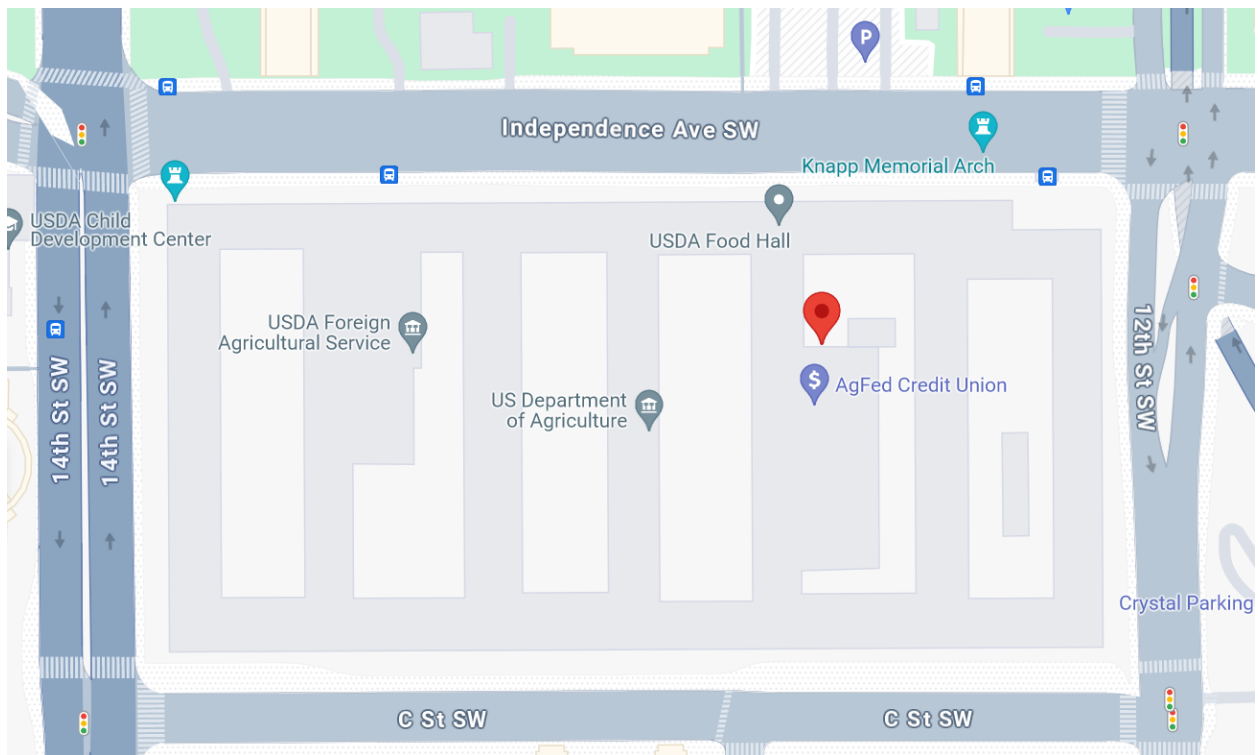 P
Independence Ave SW
Knapp Memorial Arch
USDA Child
Development Center
USDA Food Hall
USDA Foreign
Agricultural Service
12th St SW
14th St SW
14th St SW
$
AgFed Credit Union
US Department
of Agriculture
Crystal Parking
C St SW
C St SW